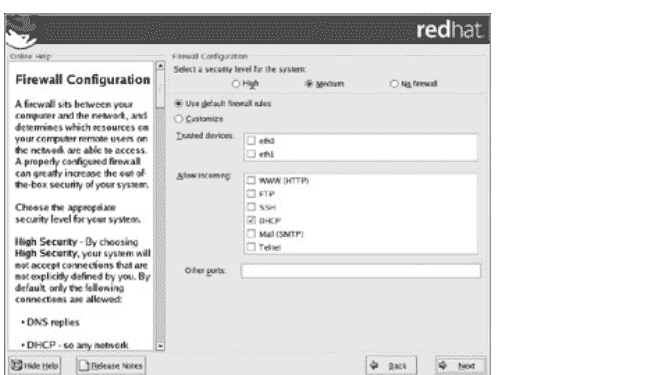 redhat
Online Help
Firewall Configuration
A firewall sits between your
computer and the network, and
determines which resources on
your computer remote users on
the network are able to access.
A properly configured firewall
can greatly increase the out-of-
the-box security of your system.
Choose the appropriate
security level for your system.
High Security - By choosing
High Security, your system will
not accept connections that are
not explicitly defined by you. By
default, only the following
connections are allowed:
• DNS replies
• DHCP - so any network
Firewall Configuration
Select a security level for the system:
High
Medium
No firewall
Use default firewall rules
Customize
Trusted devices:
eth0
eth1
Allow incoming:
WWW (HTTP)
FTP
SSH
DHCP
Mail (SMTP)
Telnet
Other ports:
Hide Help
Release Notes
Back
Next